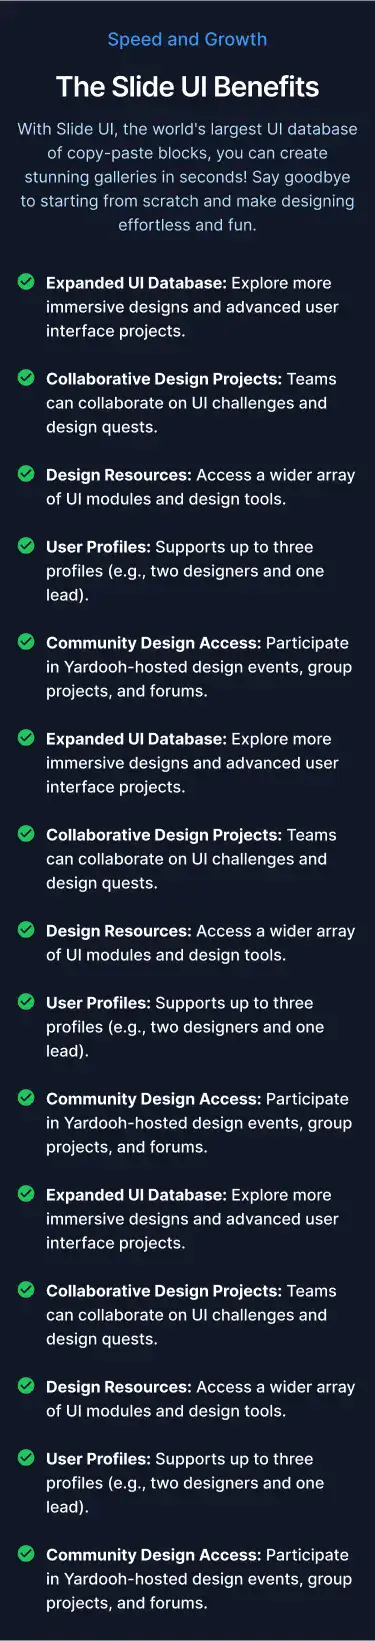 Speed and Growth
The Slide UI Benefits
With Slide UI, the world's largest UI database
of copy-paste blocks, you can create
stunning galleries in seconds! Say goodbye
to starting from scratch and make designing
effortless and fun.
Expanded UI Database: Explore more
immersive designs and advanced user
interface projects.
Collaborative Design Projects: Teams
can collaborate on UI challenges and
design quests.
Design Resources: Access a wider array
of UI modules and design tools.
User Profiles: Supports up to three
profiles (e.g., two designers and one
lead).
Community Design Access: Participate
in Yardooh-hosted design events, group
projects, and forums.
Expanded UI Database: Explore more
immersive designs and advanced user
interface projects.
Collaborative Design Projects: Teams
can collaborate on UI challenges and
design quests.
Design Resources: Access a wider array
of UI modules and design tools.
User Profiles: Supports up to three
profiles (e.g., two designers and one
lead).
Community Design Access: Participate
in Yardooh-hosted design events, group
projects, and forums.
Expanded UI Database: Explore more
immersive designs and advanced user
interface projects.
Collaborative Design Projects: Teams
can collaborate on UI challenges and
design quests.
Design Resources: Access a wider array
of UI modules and design tools.
User Profiles: Supports up to three
profiles (e.g., two designers and one
lead).
Community Design Access: Participate
in Yardooh-hosted design events, group
projects, and forums.